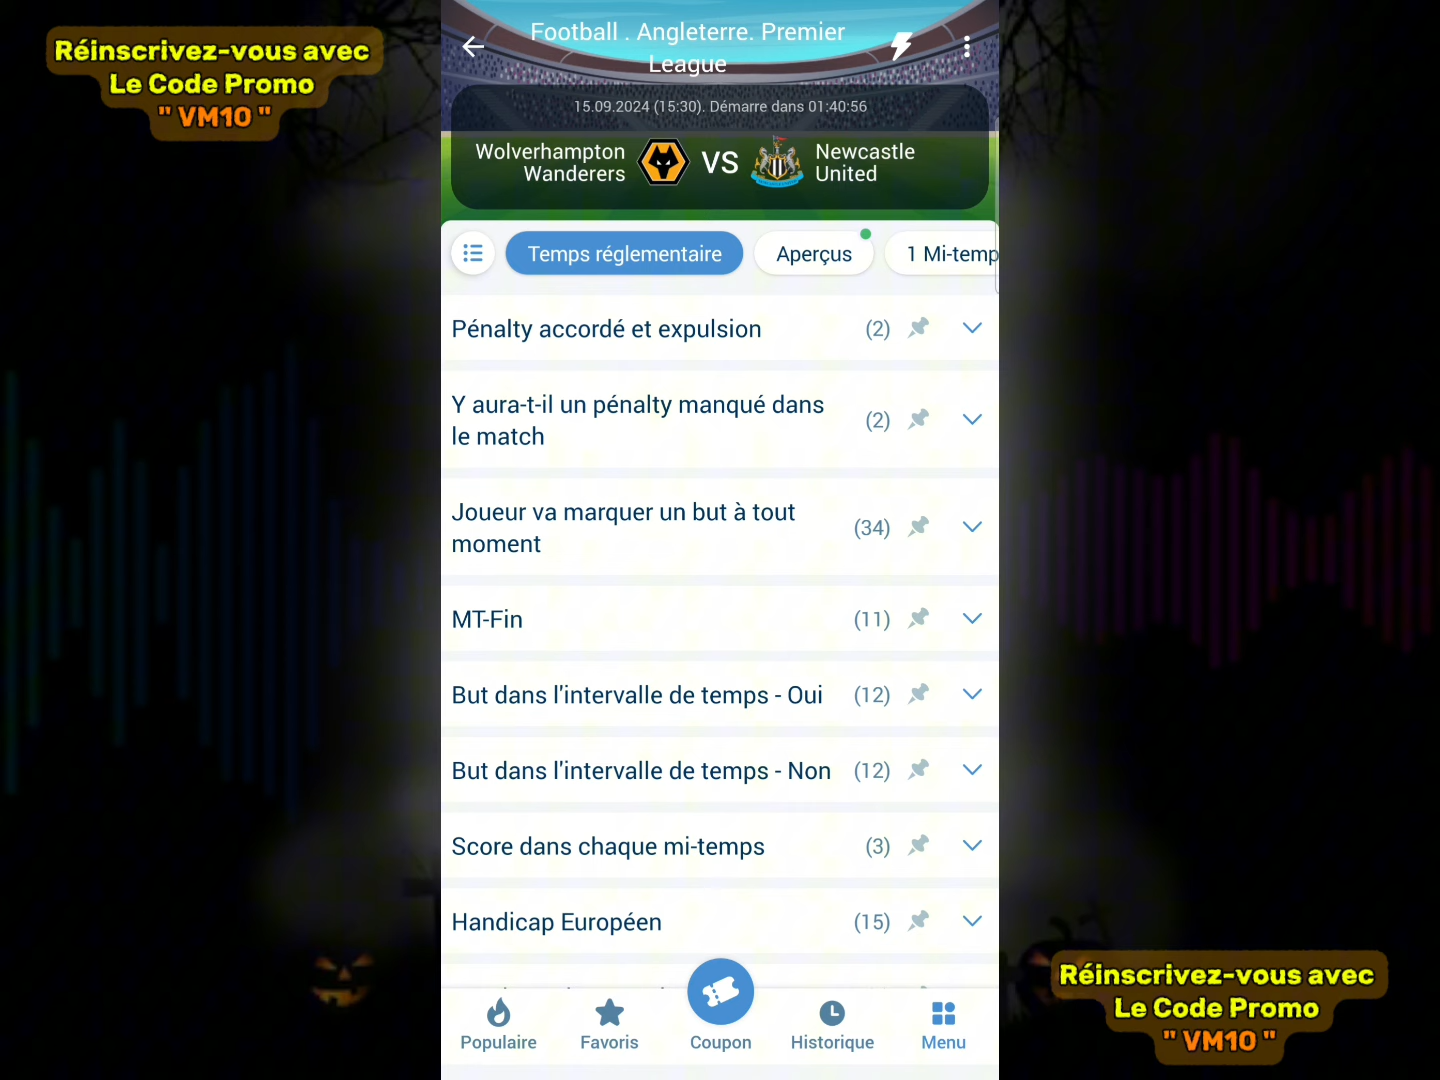 Réinscrivez-vous avec
Le Code Promo
" VM10 "
Football . Angleterre. Premier
League
15.09.2024 (15:30). Démarre dans 01:40:56
Wolverhampton
Wanderers
VS
Newcastle
United
Temps réglementaire
Aperçus
1 Mi-temp
Pénalty accordé et expulsion (2)
Y aura-t-il un pénalty manqué dans
le match
(2)
Joueur va marquer un but à tout
moment
(34)
MT-Fin (11)
But dans l'intervalle de temps - Oui (12)
But dans l'intervalle de temps - Non (12)
Score dans chaque mi-temps (3)
Handicap Européen (15)
Populaire
Favoris
Coupon
Historique
Menu
Réinscrivez-vous avec
Le Code Promo
" VM10 "